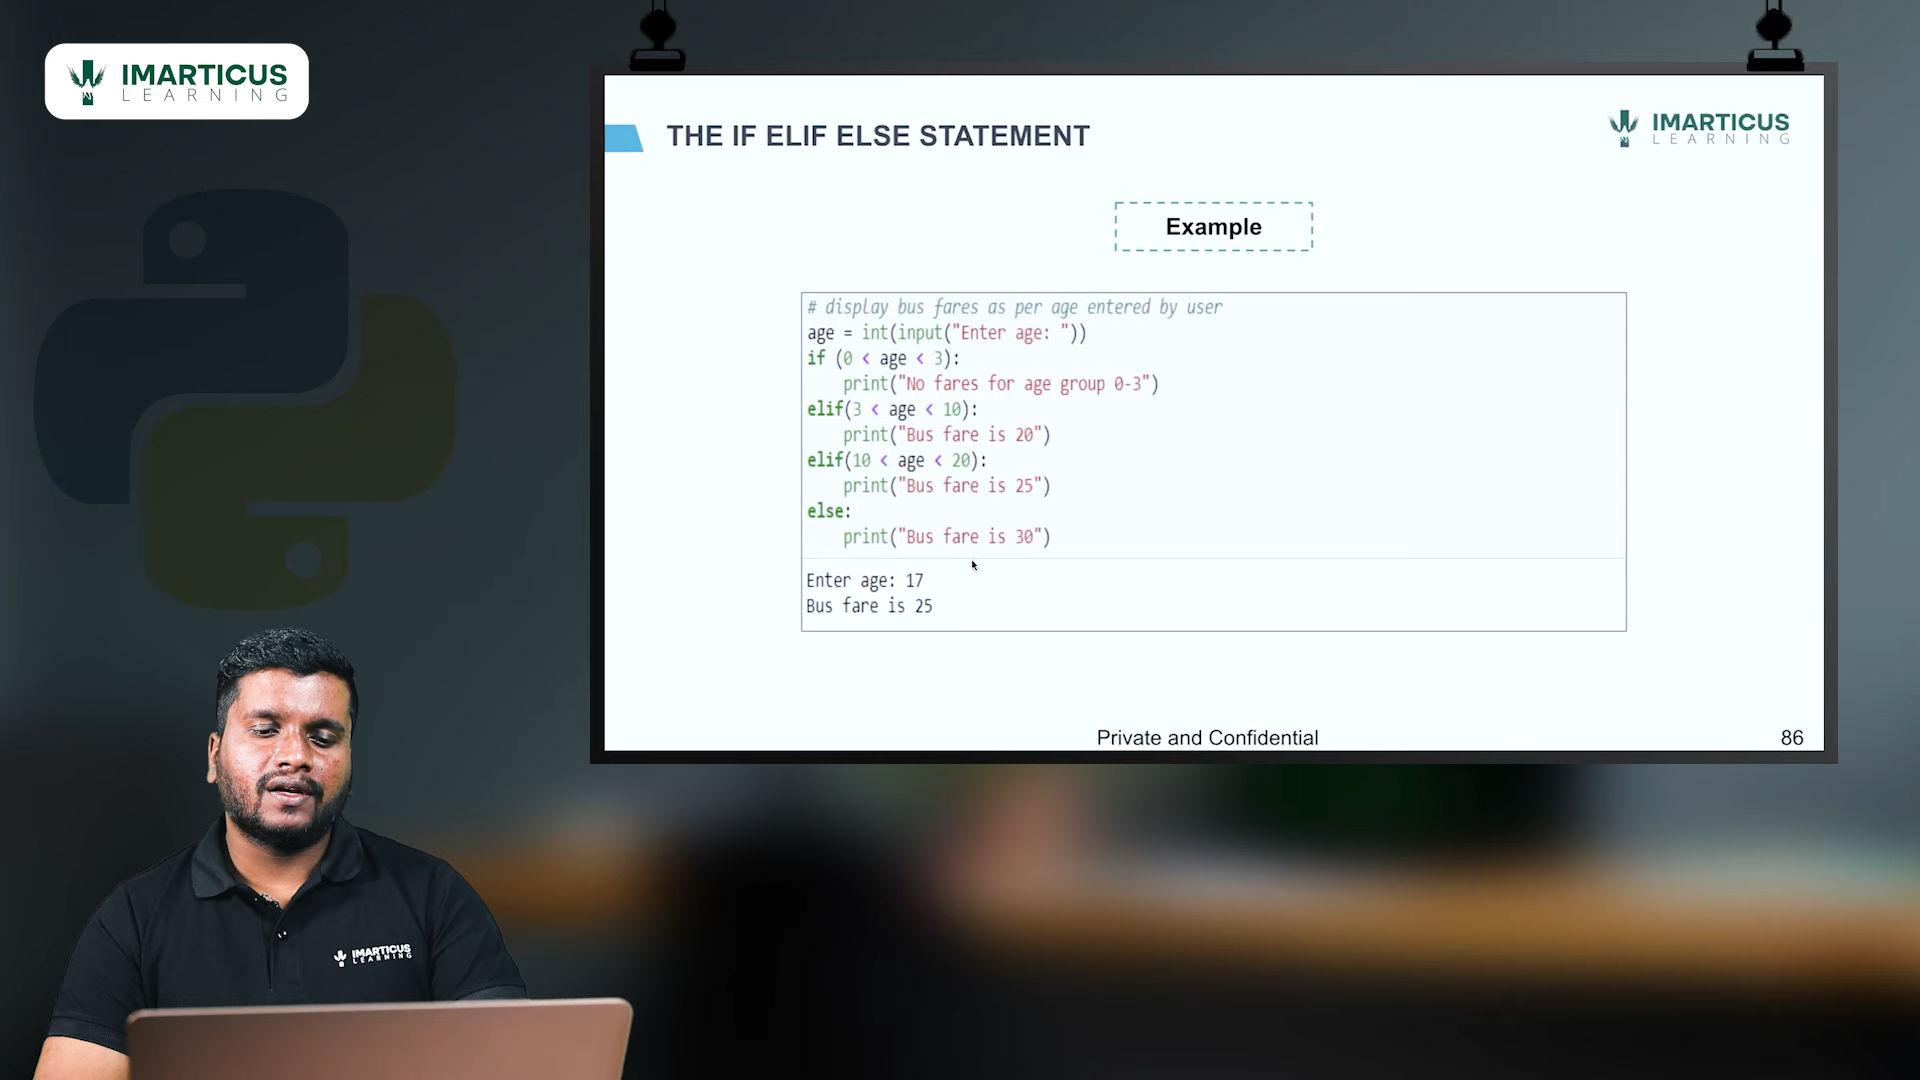 IMARTICUS
LEARNING
THE IF ELIF ELSE STATEMENT
IMARTICUS
LEARNING
Example
# display bus fares as per age entered by user
age = int(input("Enter age: "))
if (0 < age < 3):
    print("No fares for age group 0-3")
elif(3 < age < 10):
    print("Bus fare is 20")
elif(10 < age < 20):
    print("Bus fare is 25")
else:
    print("Bus fare is 30")
Enter age: 17
Bus fare is 25
Private and Confidential
86
IMARTICUS
LEARNING